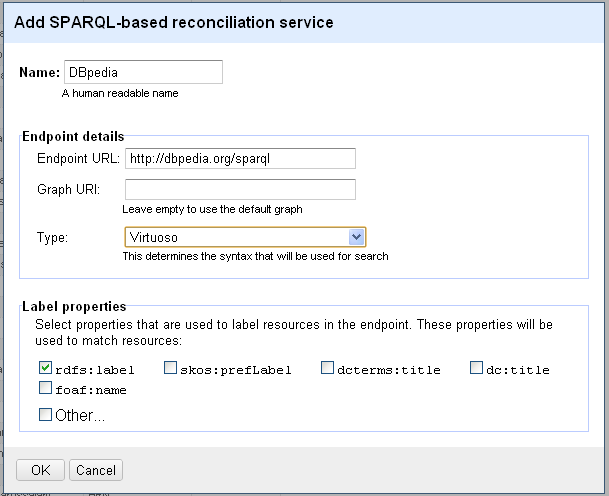 Add SPARQL-based reconciliation service
Name: DBpedia
A human readable name
Endpoint details
Endpoint URL: http://dbpedia.org/sparql
Graph URI:
Leave empty to use the default graph
Type: Virtuoso
This determines the syntax that will be used for search
Label properties
Select properties that are used to label resources in the endpoint. These properties will be
used to match resources:
rdfs:label skos:prefLabel dcterms:title dc:title
foaf:name
Other...
OK Cancel